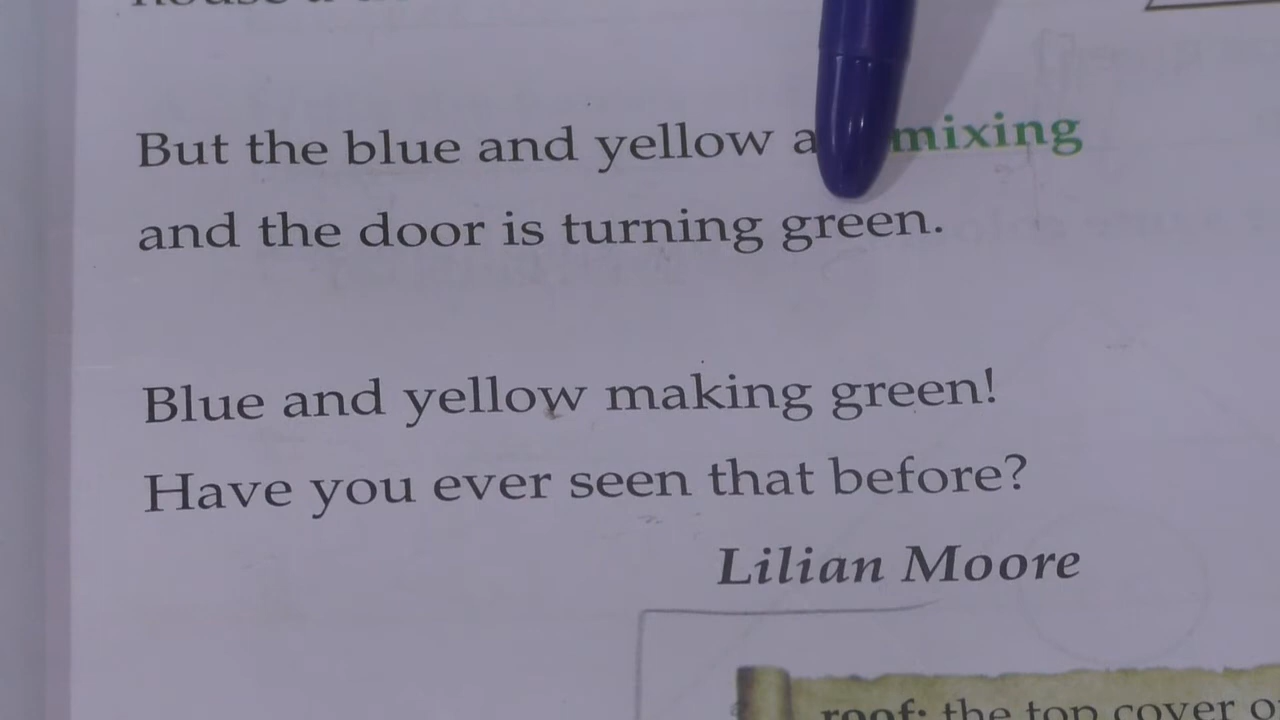 But the blue and yellow a mixing
and the door is turning green.
Blue and yellow making green!
Have you ever seen that before?
Lilian Moore
roof: the top cover o